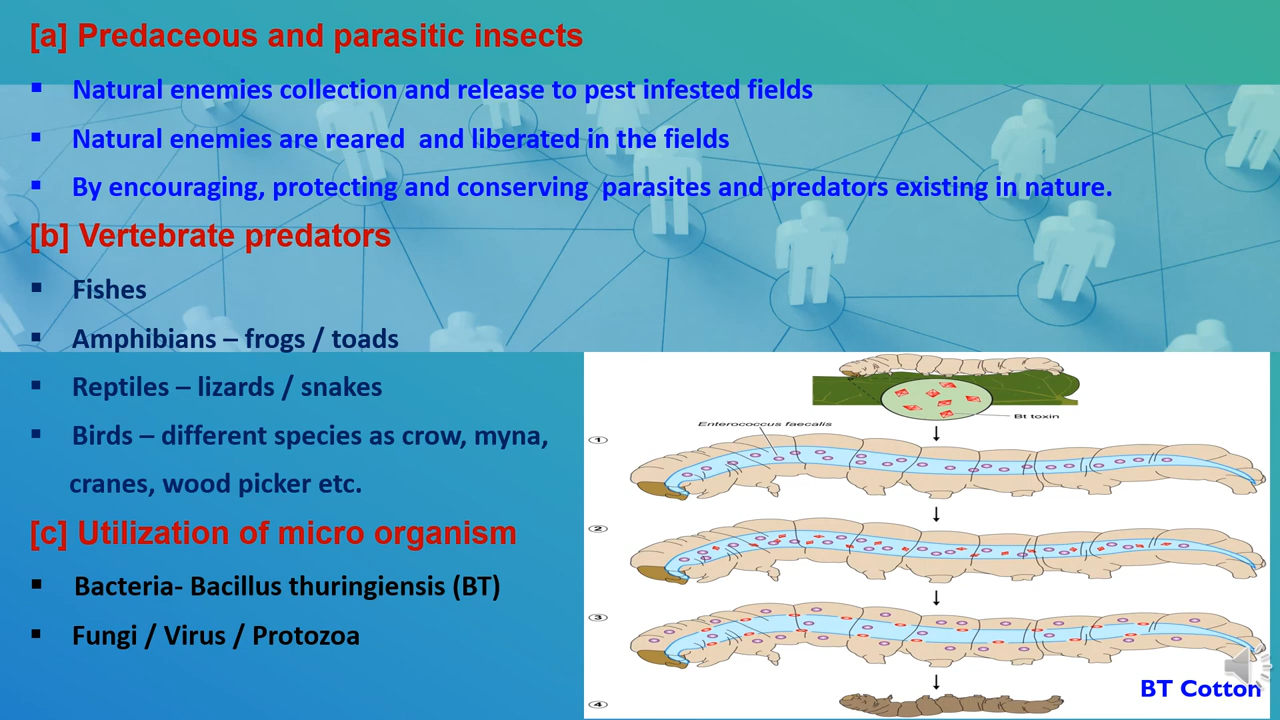 [a] Predaceous and parasitic insects
▪ Natural enemies collection and release to pest infested fields
▪ Natural enemies are reared and liberated in the fields
▪ By encouraging, protecting and conserving parasites and predators existing in nature.
[b] Vertebrate predators
▪ Fishes
▪ Amphibians – frogs / toads
▪ Reptiles – lizards / snakes
▪ Birds – different species as crow, myna,
cranes, wood picker etc.
[c] Utilization of micro organism
▪ Bacteria- Bacillus thuringiensis (BT)
▪ Fungi / Virus / Protozoa
Bt toxin
Enterococcus faecalis
1
2
3
4
BT Cotton